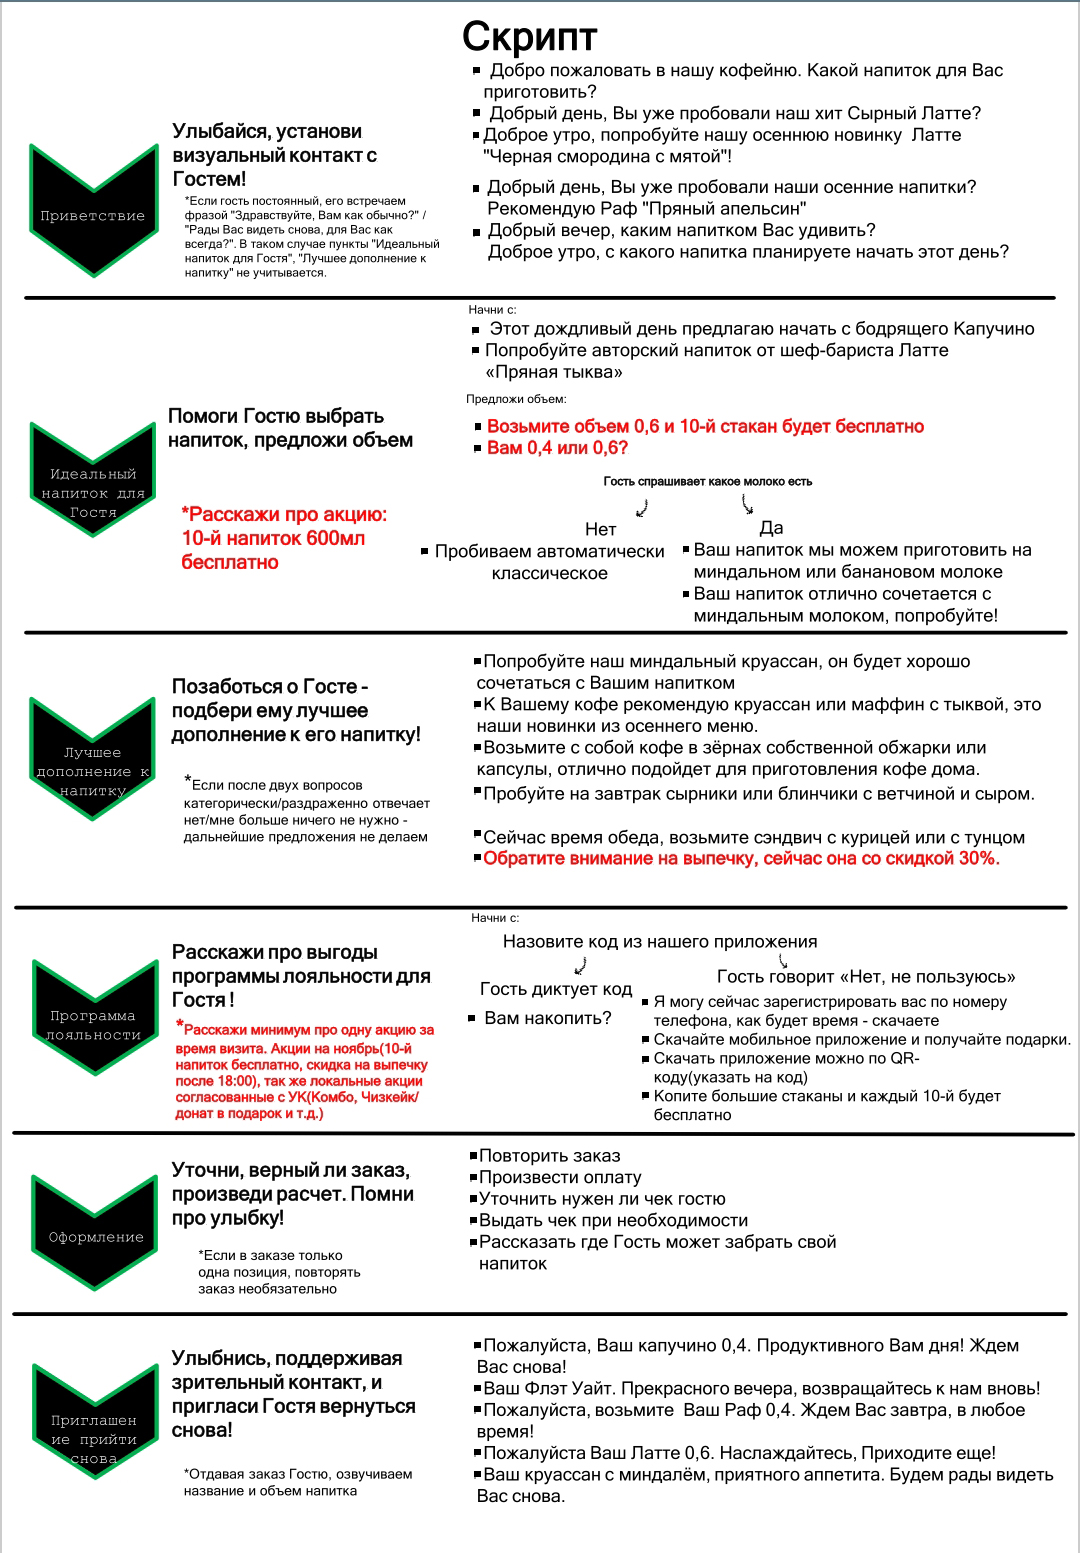 Скрипт
Приветствие
Улыбайся, установи
визуальный контакт с
Гостем!
*Если гость постоянный, его встречаем
фразой "Здравствуйте, Вам как обычно?" /
"Рады Вас видеть снова, для Вас как
всегда?". В таком случае пункты "Идеальный
напиток для Гостя", "Лучшее дополнение к
напитку" не учитывается.
▪ Добро пожаловать в нашу кофейню. Какой напиток для Вас
приготовить?
▪ Добрый день, Вы уже пробовали наш хит Сырный Латте?
▪ Доброе утро, попробуйте нашу осеннюю новинку Латте
"Черная смородина с мятой"!
▪ Добрый день, Вы уже пробовали наши осенние напитки?
Рекомендую Раф "Пряный апельсин"
▪ Добрый вечер, каким напитком Вас удивить?
Доброе утро, с какого напитка планируете начать этот день?
Идеальный
напиток для
Гостя
Помоги Гостю выбрать
напиток, предложи объем
*Расскажи про акцию:
10-й напиток 600мл
бесплатно
Начни с:
▪ Этот дождливый день предлагаю начать с бодрящего Капучино
▪ Попробуйте авторский напиток от шеф-бариста Латте
«Пряная тыква»
Предложи объем:
▪ Возьмите объем 0,6 и 10-й стакан будет бесплатно
▪ Вам 0,4 или 0,6?
Гость спрашивает какое молоко есть
Нет
▪ Пробиваем автоматически
классическое
Да
▪ Ваш напиток мы можем приготовить на
миндальном или банановом молоке
▪ Ваш напиток отлично сочетается с
миндальным молоком, попробуйте!
Лучшее
дополнение к
напитку
Позаботься о Госте -
подбери ему лучшее
дополнение к его напитку!
*Если после двух вопросов
категорически/раздраженно отвечает
нет/мне больше ничего не нужно -
дальнейшие предложения не делаем
▪Попробуйте наш миндальный круассан, он будет хорошо
сочетаться с Вашим напитком
▪К Вашему кофе рекомендую круассан или маффин с тыквой, это
наши новинки из осеннего меню.
▪Возьмите с собой кофе в зёрнах собственной обжарки или
капсулы, отлично подойдет для приготовления кофе дома.
▪Пробуйте на завтрак сырники или блинчики с ветчиной и сыром.
▪Сейчас время обеда, возьмите сэндвич с курицей или с тунцом
▪Обратите внимание на выпечку, сейчас она со скидкой 30%.
Программа
лояльности
Расскажи про выгоды
программы лояльности для
Гостя !
*Расскажи минимум про одну акцию за
время визита. Акции на ноябрь(10-й
напиток бесплатно, скидка на выпечку
после 18:00), так же локальные акции
согласованные с УК(Комбо, Чизкейк/
донат в подарок и т.д.)
Начни с:
Назовите код из нашего приложения
Гость диктует код
▪ Вам накопить?
Гость говорит «Нет, не пользуюсь»
▪ Я могу сейчас зарегистрировать вас по номеру
телефона, как будет время - скачаете
▪ Скачайте мобильное приложение и получайте подарки.
▪ Скачать приложение можно по QR-
коду(указать на код)
▪ Копите большие стаканы и каждый 10-й будет
бесплатно
Оформление
Уточни, верный ли заказ,
произведи расчет. Помни
про улыбку!
*Если в заказе только
одна позиция, повторять
заказ необязательно
▪Повторить заказ
▪Произвести оплату
▪Уточнить нужен ли чек гостю
▪Выдать чек при необходимости
▪Рассказать где Гость может забрать свой
напиток
Приглашен
ие прийти
снова
Улыбнись, поддерживая
зрительный контакт, и
пригласи Гостя вернуться
снова!
*Отдавая заказ Гостю, озвучиваем
название и объем напитка
▪Пожалуйста, Ваш капучино 0,4. Продуктивного Вам дня! Ждем
Вас снова!
▪Ваш Флэт Уайт. Прекрасного вечера, возвращайтесь к нам вновь!
▪Пожалуйста, возьмите Ваш Раф 0,4. Ждем Вас завтра, в любое
время!
▪Пожалуйста Ваш Латте 0,6. Наслаждайтесь, Приходите еще!
▪Ваш круассан с миндалём, приятного аппетита. Будем рады видеть
Вас снова.